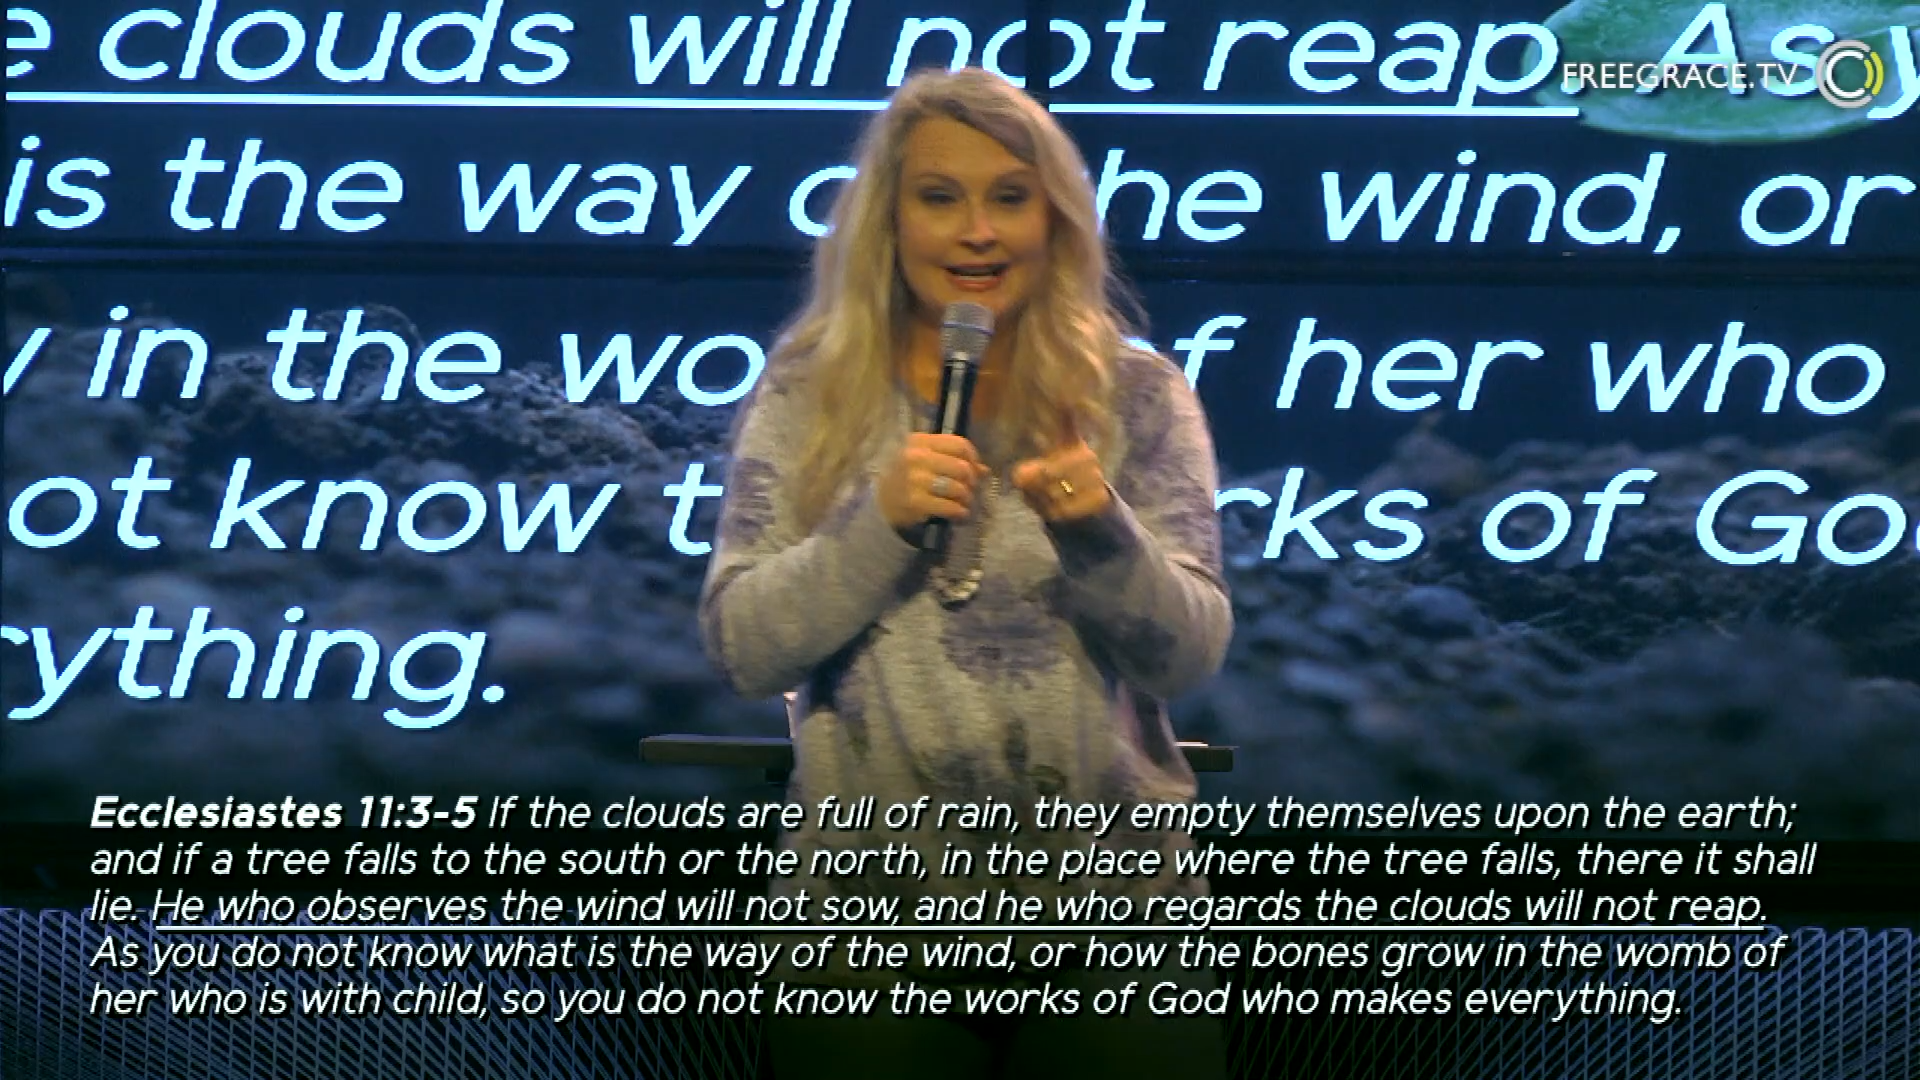 e clouds will not reap. As y
FREEGRACE.TV
is the way o he wind, or
y in the wo f her who
ot know t rks of Go
rything.
Ecclesiastes 11:3-5 If the clouds are full of rain, they empty themselves upon the earth;
and if a tree falls to the south or the north, in the place where the tree falls, there it shall
lie. He who observes the wind will not sow, and he who regards the clouds will not reap.
As you do not know what is the way of the wind, or how the bones grow in the womb of
her who is with child, so you do not know the works of God who makes everything.